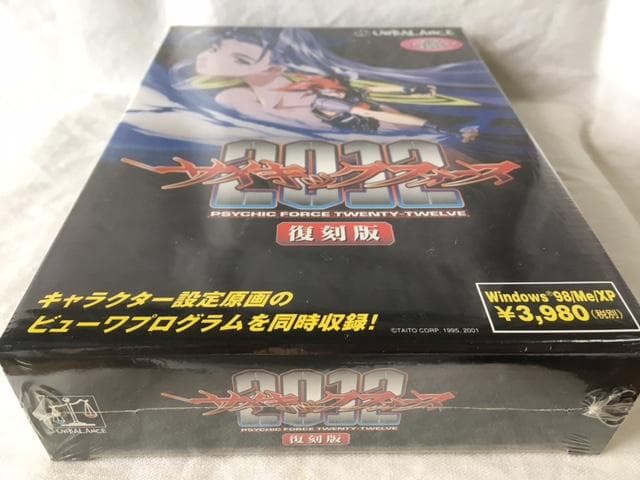 UNBALANCE
2012
サイキックフォース
PSYCHIC FORCE TWENTY-TWELVE
復刻版
キャラクター設定原画の
ビューワプログラムを同時収録!
Windows®98/Me/XP
¥3,980(税別)
©TAITO CORP. 1995, 2001
UNBALANCE
2012
サイキックフォース
PSYCHIC FORCE TWENTY-TWELVE
復刻版